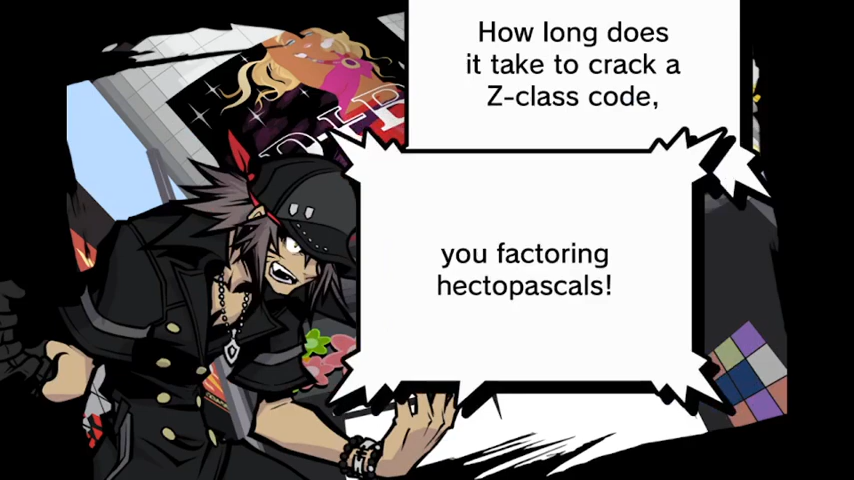 How long does
it take to crack a
Z-class code,
you factoring
hectopascals!